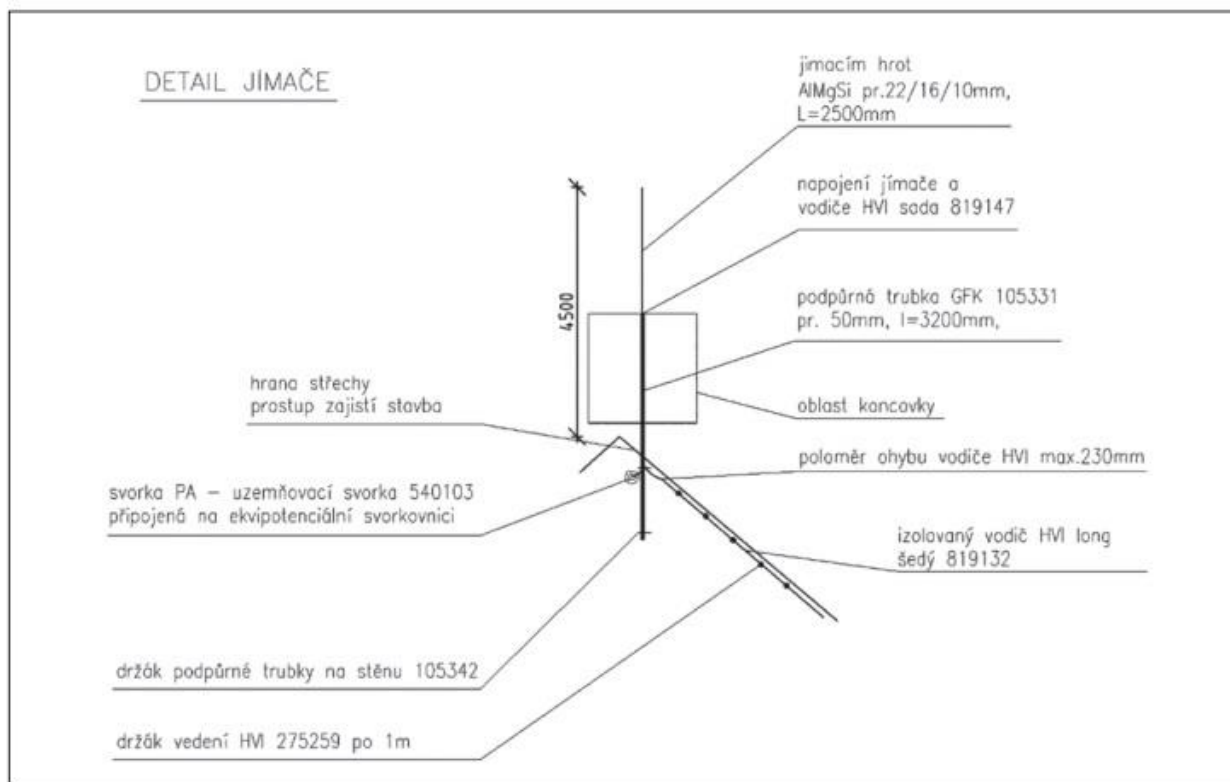 DETAIL JÍMAČE
jímacím hrot
AlMgSi pr.22/16/10mm,
L=2500mm
napojení jímače a
vodiče HVI sada 819147
4500
podpůrná trubka GFK 105331
pr. 50mm, l=3200mm,
hrana střechy
prostup zajistí stavba
oblast koncovky
poloměr ohybu vodiče HVI max.230mm
svorka PA – uzemňovací svorka 540103
připojená na ekvipotenciální svorkovnici
izolovaný vodič HVI long
šedý 819132
držák podpůrné trubky na stěnu 105342
držák vedení HVI 275259 po 1m